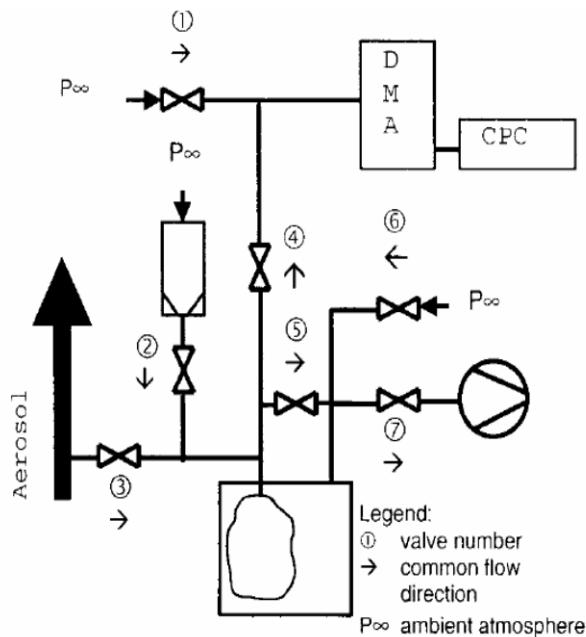 ①
→
P∞
D
M
A
CPC
P∞
④
↑
⑥
←
P∞
②
↓
⑤
→
Aerosol
③
→
⑦
→
Legend:
① valve number
→ common flow
direction
P∞ ambient atmosphere